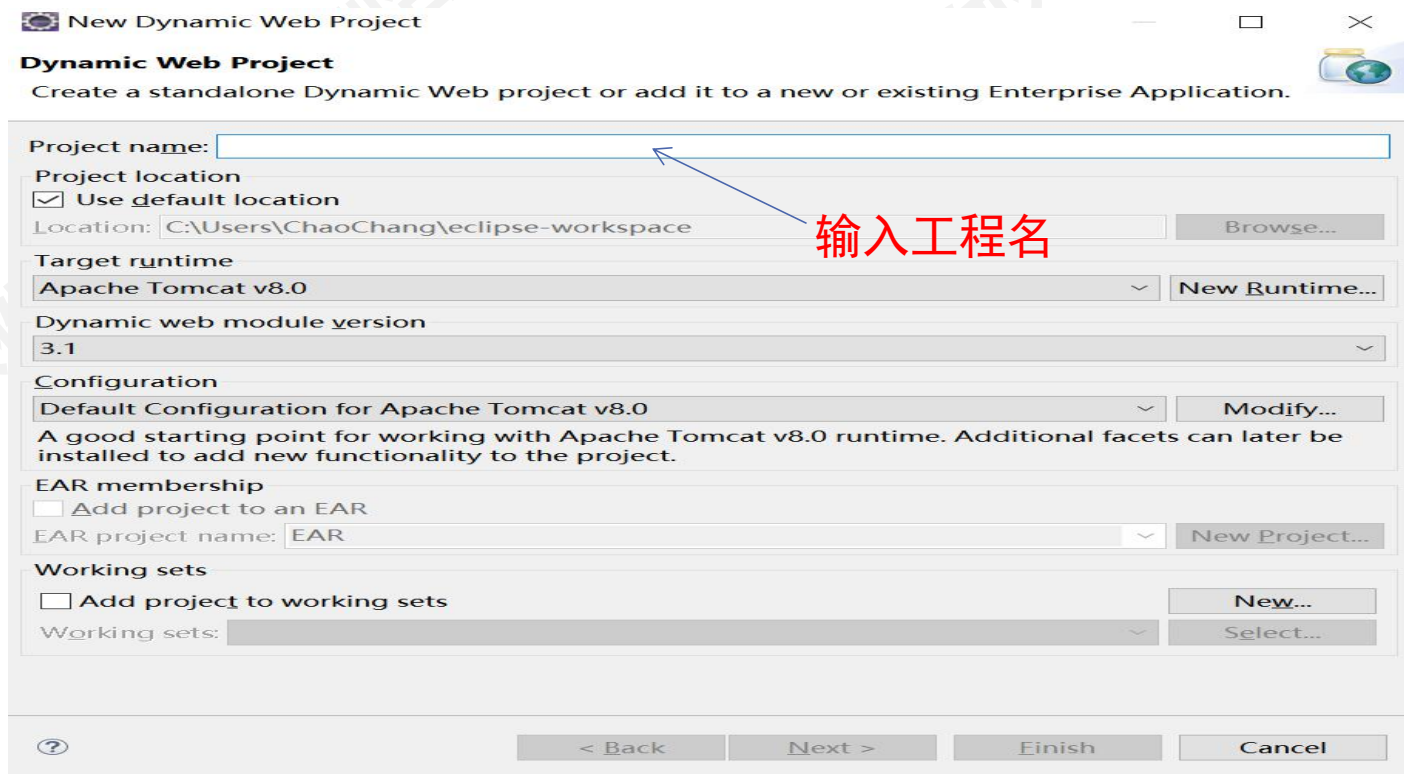 New Dynamic Web Project
Dynamic Web Project
Create a standalone Dynamic Web project or add it to a new or existing Enterprise Application.
Project name:
Project location
Use default location
Location: C:\Users\ChaoChang\eclipse-workspace Browse...
输入工程名
Target runtime
Apache Tomcat v8.0 New Runtime...
Dynamic web module version
3.1
Configuration
Default Configuration for Apache Tomcat v8.0 Modify...
A good starting point for working with Apache Tomcat v8.0 runtime. Additional facets can later be
installed to add new functionality to the project.
EAR membership
Add project to an EAR
EAR project name: EAR New Project...
Working sets
Add project to working sets New...
Working sets: Select...
? < Back Next > Finish Cancel